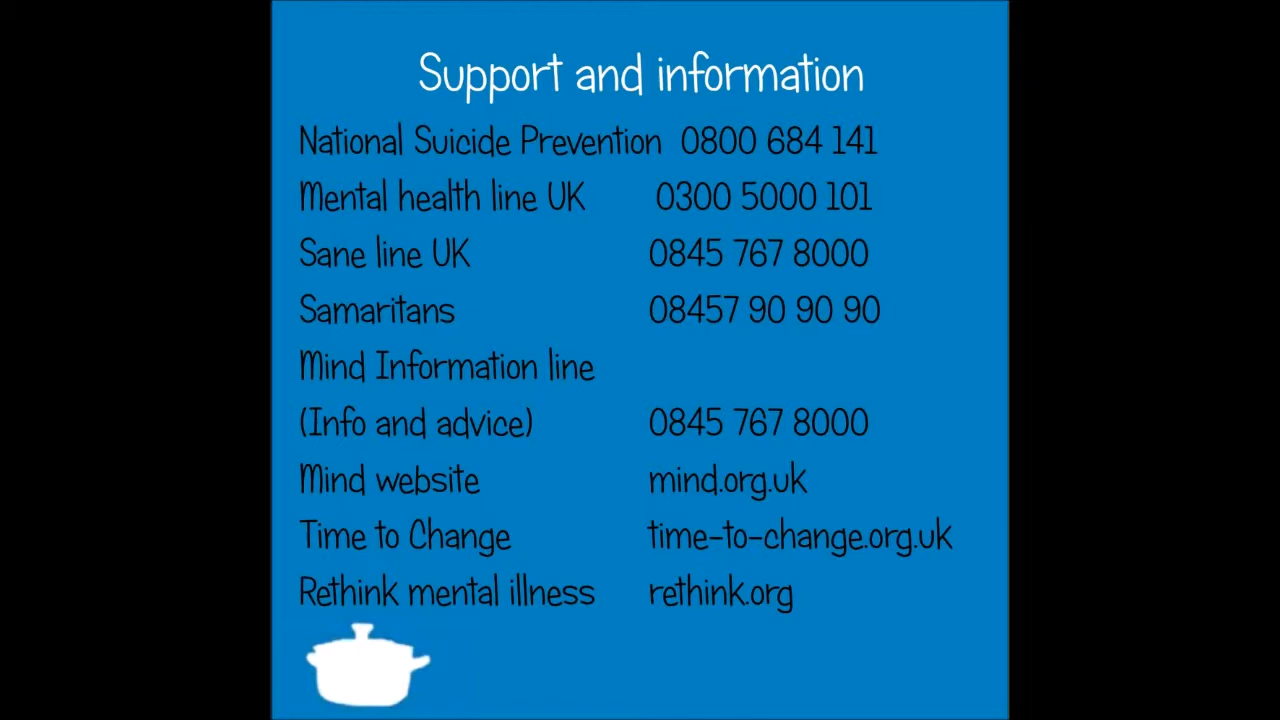 Support and information
National Suicide Prevention 0800 684 141
Mental health line UK 0300 5000 101
Sane line UK 0845 767 8000
Samaritans 08457 90 90 90
Mind Information line
(Info and advice) 0845 767 8000
Mind website mind.org.uk
Time to Change time-to-change.org.uk
Rethink mental illness rethink.org